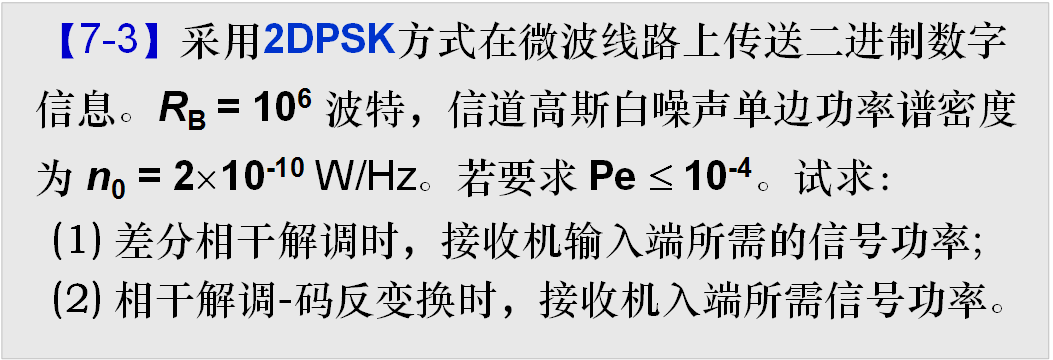 【7-3】采用2DPSK方式在微波线路上传送二进制数字
信息。R_B = 10^6 波特，信道高斯白噪声单边功率谱密度
为 n_0 = 2×10^-10 W/Hz。若要求 Pe ≤ 10^-4。试求：
(1) 差分相干解调时，接收机输入端所需的信号功率；
(2) 相干解调-码反变换时，接收机入端所需信号功率。